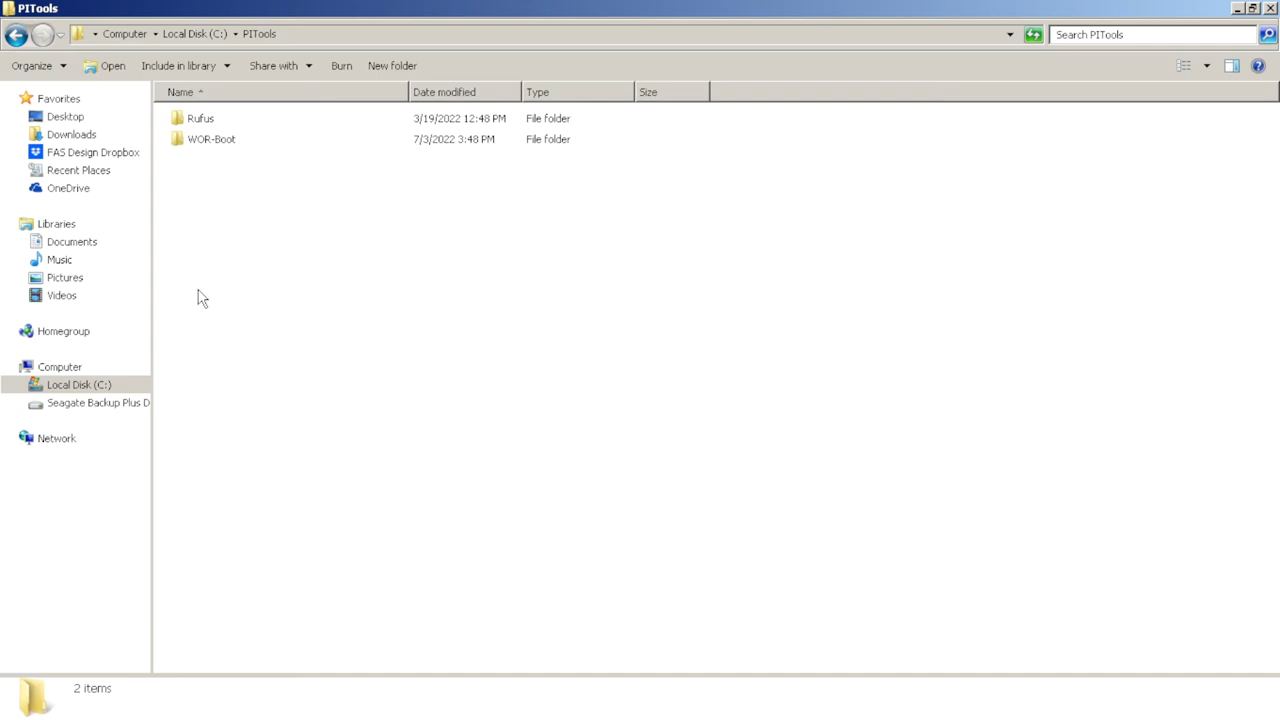 PITools
Computer Local Disk (C:) PITools
Search PITools
Organize Open Include in library Share with Burn New folder
Name Date modified Type Size
Rufus 3/19/2022 12:48 PM File folder
WOR-Boot 7/3/2022 3:48 PM File folder
Favorites
Desktop
Downloads
FAS Design Dropbox
Recent Places
OneDrive
Libraries
Documents
Music
Pictures
Videos
Homegroup
Computer
Local Disk (C:)
Seagate Backup Plus D
Network
2 items